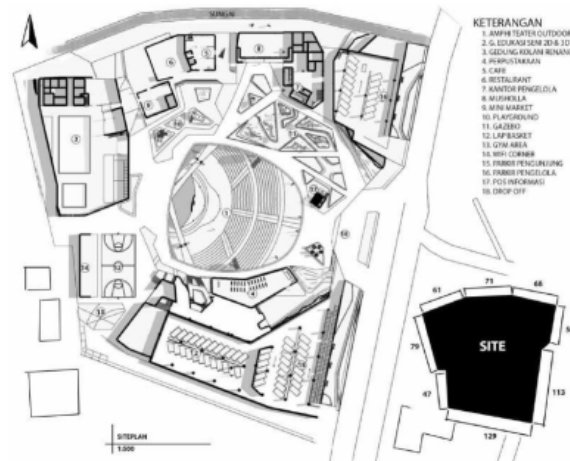 SUNGAI
KETERANGAN
1. AMPHI TEATER OUTDOOR
2. G. EDUKASI SENI 2D & 3D
3. GEDUNG KOLAM RENANG
4. PERPUSTAKAAN
5. CAFE
6. RESTAURANT
7. KANTOR PENGELOLA
8. MUSHOLLA
9. MINI MARKET
10. PLAYGROUND
11. GAZEBO
12. LAP.BASKET
13. GYM AREA
14. WIFI CORNER
15. PARKIR PENGUNJUNG
16. PARKIR PENGELOLA
17. POS INFORMASI
18. DROP OFF
61
71
66
79
SITE
47
113
129
SITEPLAN
1:500